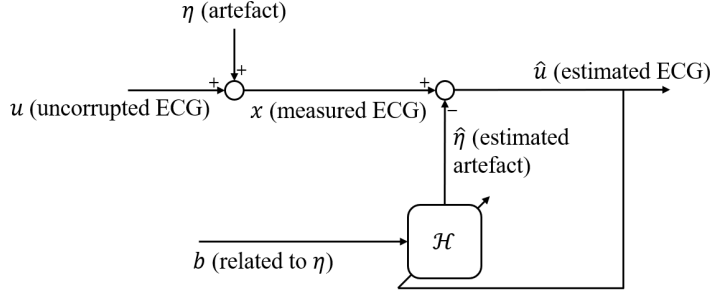 η (artefact)
+
+
+
û (estimated ECG)
u (uncorrupted ECG)
x (measured ECG)
−
η̂ (estimated
artefact)
ℋ
b (related to η)